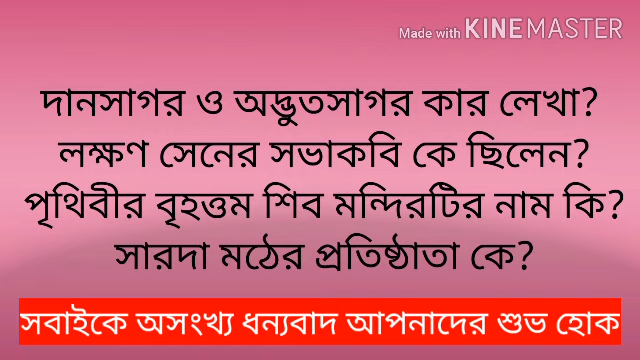 Made with KINEMASTER
দানসাগর ও অদ্ভুতসাগর কার লেখা?
লক্ষণ সেনের সভাকবি কে ছিলেন?
পৃথিবীর বৃহত্তম শিব মন্দিরটির নাম কি?
সারদা মঠের প্রতিষ্ঠাতা কে?
সবাইকে অসংখ্য ধন্যবাদ আপনাদের শুভ হোক